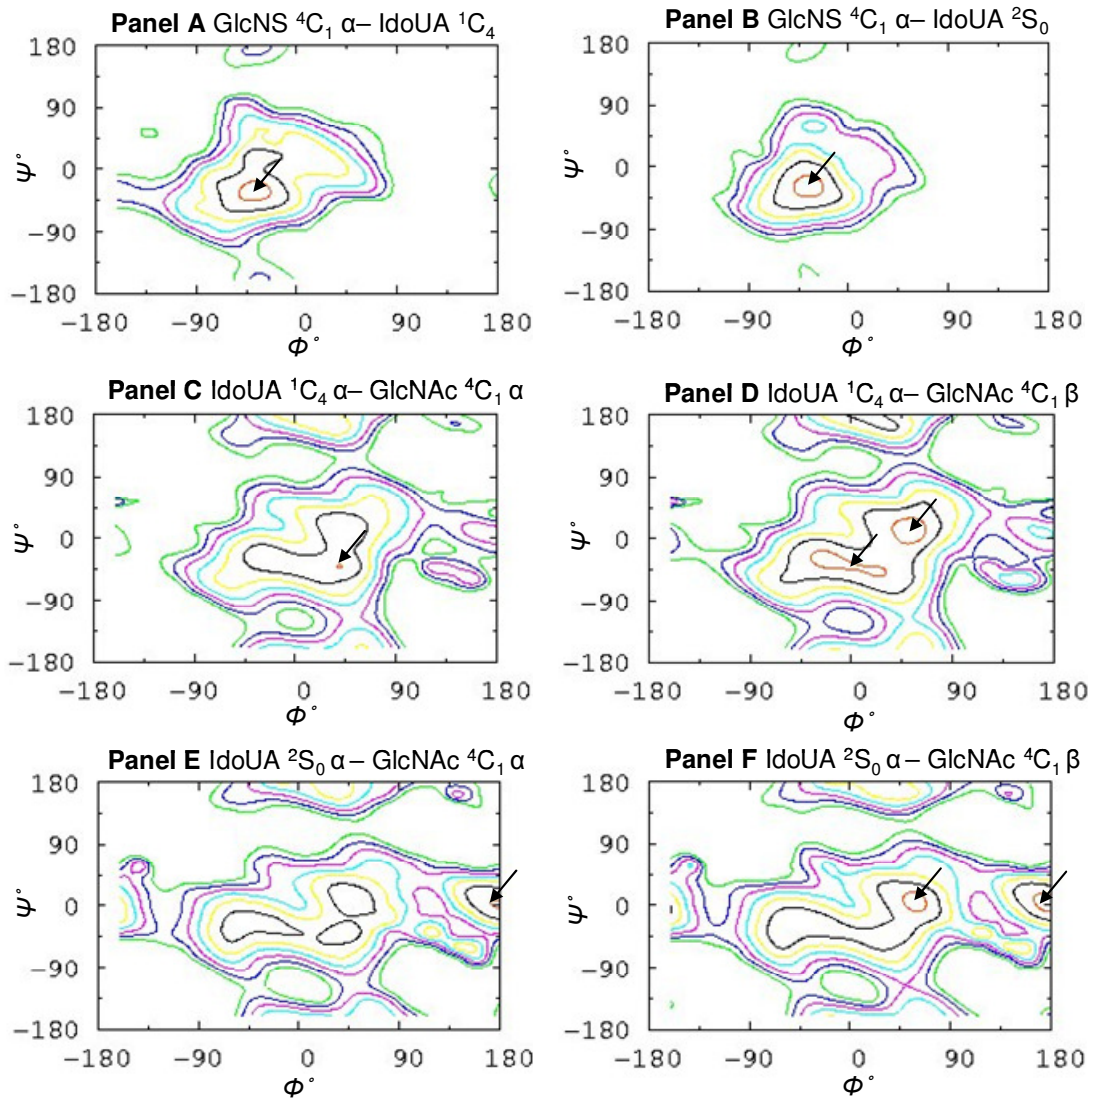 Panel A GlcNS ⁴C₁ α– IdoUA ¹C₄
180
90
0
−90
−180
Ψ°
−180 −90 0 90 180
Φ°
Panel B GlcNS ⁴C₁ α– IdoUA ²S₀
180
90
0
−90
−180
Ψ°
−180 −90 0 90 180
Φ°
Panel C IdoUA ¹C₄ α– GlcNAc ⁴C₁ α
180
90
0
−90
−180
Ψ°
−180 −90 0 90 180
Φ°
Panel D IdoUA ¹C₄ α– GlcNAc ⁴C₁ β
180
90
0
−90
−180
Ψ°
−180 −90 0 90 180
Φ°
Panel E IdoUA ²S₀ α – GlcNAc ⁴C₁ α
180
90
0
−90
−180
Ψ°
−180 −90 0 90 180
Φ°
Panel F IdoUA ²S₀ α – GlcNAc ⁴C₁ β
180
90
0
−90
−180
Ψ°
−180 −90 0 90 180
Φ°